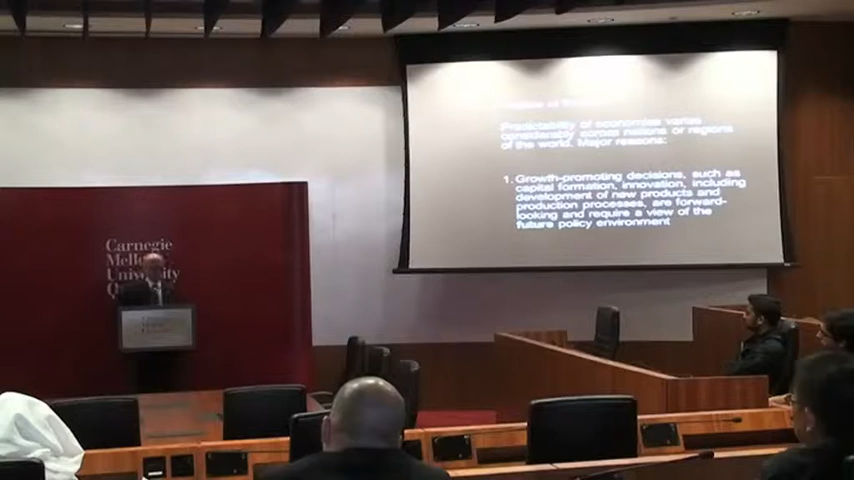 Carnegie
Mellon
University
Predictability of economies varies
considerably across nations or regions
of the world. Major reasons:
1. Growth-promoting decisions, such as
capital formation, innovation, including
development of new products and
production processes, are forward-
looking and require a view of the
future policy environment